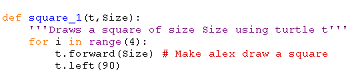 def square_1(t,Size):
    '''Draws a square of size Size using turtle t'''
    for i in range(4):
        t.forward(Size) # Make alex draw a square
        t.left(90)